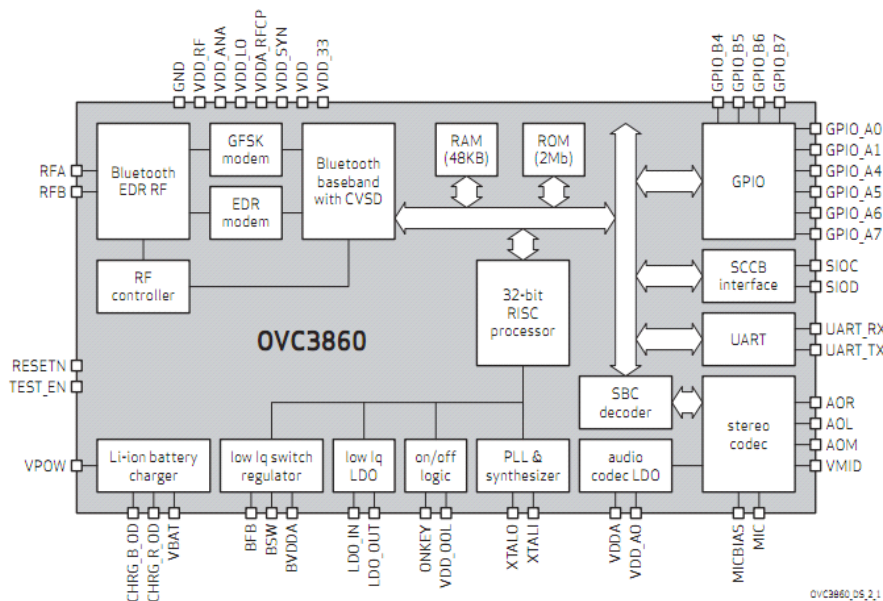 GND
VDD_RF
VDD_ANA
VDD_LO
VDDA_RFCP
VDD_SYN
VDD
VDD_33
GPIO_B4
GPIO_B5
GPIO_B6
GPIO_B7
RFA
RFB
Bluetooth
EDR RF
GFSK
modem
EDR
modem
Bluetooth
baseband
with CVSD
RAM
(48KB)
ROM
(2Mb)
GPIO
GPIO_A0
GPIO_A1
GPIO_A4
GPIO_A5
GPIO_A6
GPIO_A7
RF
controller
32-bit
RISC
processor
SCCB
interface
SIOC
SIOD
OVC3860
UART
UART_RX
UART_TX
RESETN
TEST_EN
SBC
decoder
stereo
codec
AOR
AOL
AOM
VMID
VPOW
Li-ion battery
charger
low Iq switch
regulator
low Iq
LDO
on/off
logic
PLL &
synthesizer
audio
codec LDO
CHRG_B_OD
CHRG_R_OD
VBAT
BFB
BSW
BVDDA
LDO_IN
LDO_OUT
ONKEY
VDD_OOL
XTALO
XTALI
VDDA
VDD_AO
MICBIAS
MIC
OVC3860_DS_2_1